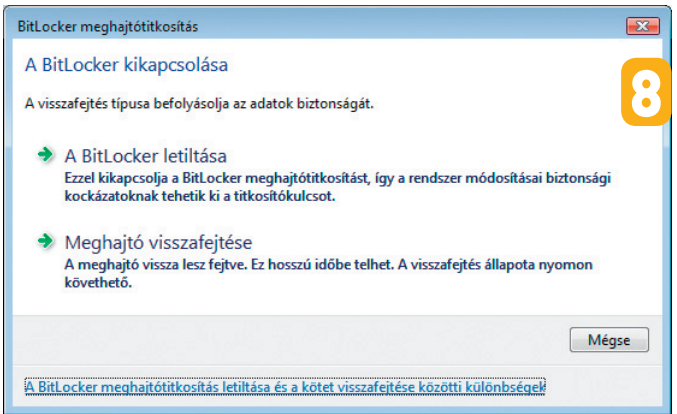 BitLocker meghajtótitkosítás
A BitLocker kikapcsolása
8
A visszafejtés típusa befolyásolja az adatok biztonságát.
A BitLocker letiltása
Ezzel kikapcsolja a BitLocker meghajtótitkosítást, így a rendszer módosításai biztonsági
kockázatoknak tehetik ki a titkosítókulcsot.
Meghajtó visszafejtése
A meghajtó vissza lesz fejtve. Ez hosszú időbe telhet. A visszafejtés állapota nyomon
követhető.
Mégse
A BitLocker meghajtótitkosítás letiltása és a kötet visszafejtése közötti különbségek